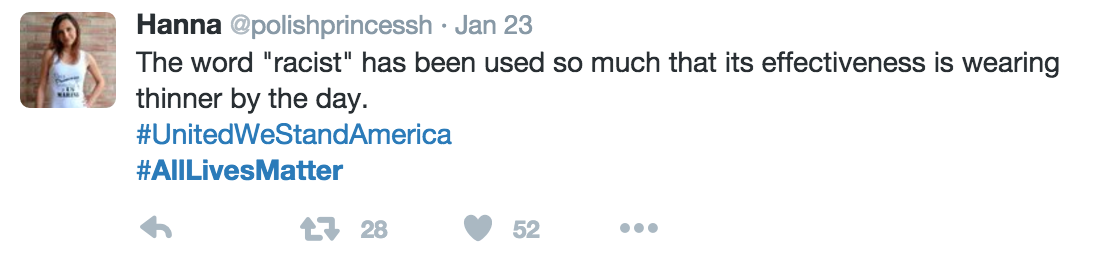 Hanna @polishprincessh · Jan 23
The word "racist" has been used so much that its effectiveness is wearing
thinner by the day.
#UnitedWeStandAmerica
#AllLivesMatter
28 52